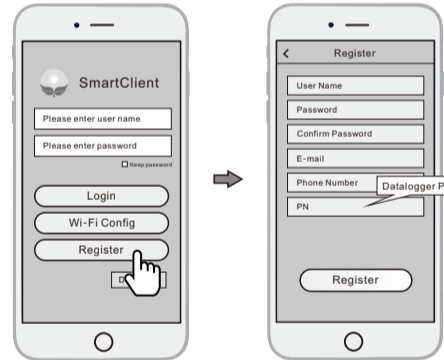 SmartClient
Please enter user name
Please enter password
Keep password
Login
Wi-Fi Config
Register
Register
User Name
Password
Confirm Password
E-mail
Phone Number
Datalogger P
PN
Register